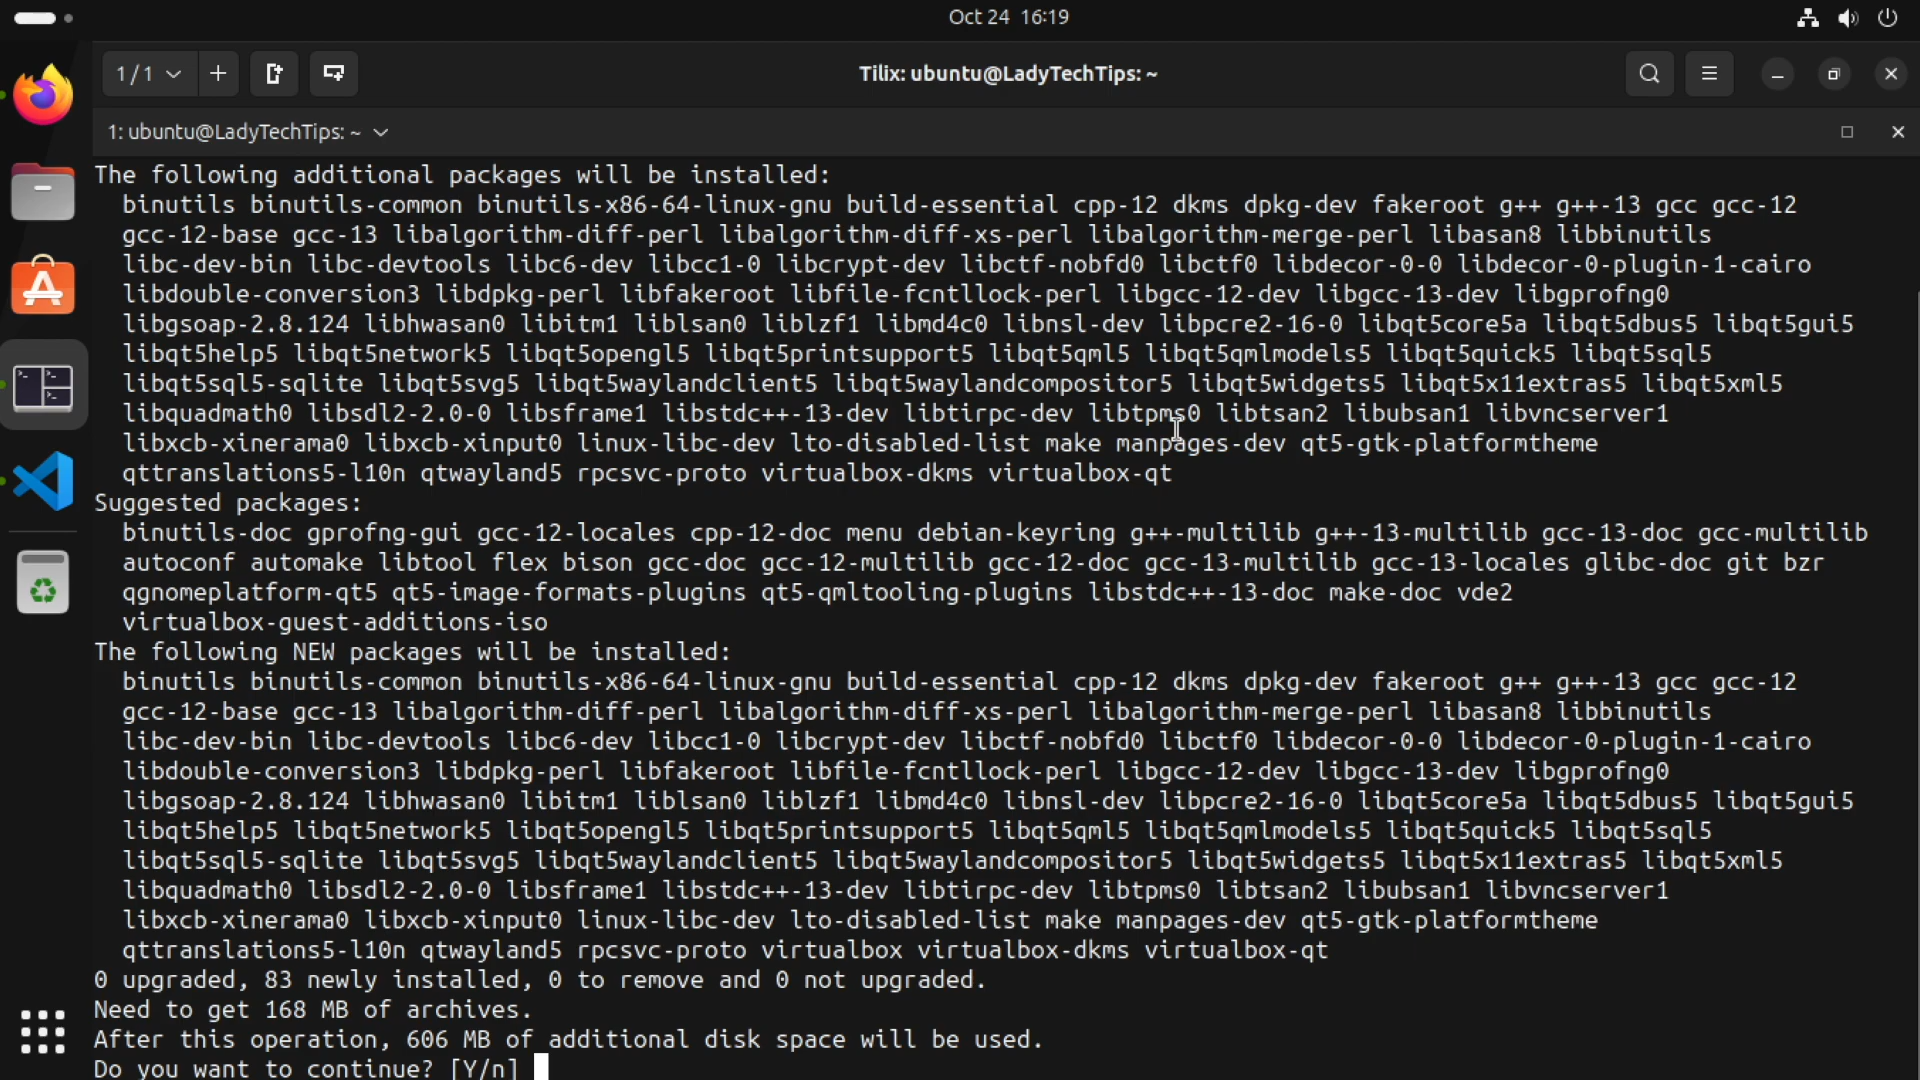 Oct 24 16:19
1 / 1
Tilix: ubuntu@LadyTechTips: ~
1: ubuntu@LadyTechTips: ~
The following additional packages will be installed:
binutils binutils-common binutils-x86-64-linux-gnu build-essential cpp-12 dkms dpkg-dev fakeroot g++ g++-13 gcc gcc-12
gcc-12-base gcc-13 libalgorithm-diff-perl libalgorithm-diff-xs-perl libalgorithm-merge-perl libasan8 libbinutils
libc-dev-bin libc-devtools libc6-dev libcc1-0 libcrypt-dev libctf-nobfd0 libctf0 libdecor-0-0 libdecor-0-plugin-1-cairo
libdouble-conversion3 libdpkg-perl libfakeroot libfile-fcntllock-perl libgcc-12-dev libgcc-13-dev libgprofng0
libgsoap-2.8.124 libhwasan0 libitm1 liblsan0 liblzf1 libmd4c0 libnsl-dev libpcre2-16-0 libqt5core5a libqt5dbus5 libqt5gui5
libqt5help5 libqt5network5 libqt5opengl5 libqt5printsupport5 libqt5qml5 libqt5qmlmodels5 libqt5quick5 libqt5sql5
libqt5sql5-sqlite libqt5svg5 libqt5waylandclient5 libqt5waylandcompositor5 libqt5widgets5 libqt5x11extras5 libqt5xml5
libquadmath0 libsdl2-2.0-0 libsframe1 libstdc++-13-dev libtirpc-dev libtpms0 libtsan2 libubsan1 libvncserver1
libxcb-xinerama0 libxcb-xinput0 linux-libc-dev lto-disabled-list make manpages-dev qt5-gtk-platformtheme
qttranslations5-l10n qtwayland5 rpcsvc-proto virtualbox-dkms virtualbox-qt
Suggested packages:
binutils-doc gprofng-gui gcc-12-locales cpp-12-doc menu debian-keyring g++-multilib g++-13-multilib gcc-13-doc gcc-multilib
autoconf automake libtool flex bison gcc-doc gcc-12-multilib gcc-12-doc gcc-13-multilib gcc-13-locales glibc-doc git bzr
qgnomeplatform-qt5 qt5-image-formats-plugins qt5-qmltooling-plugins libstdc++-13-doc make-doc vde2
virtualbox-guest-additions-iso
The following NEW packages will be installed:
binutils binutils-common binutils-x86-64-linux-gnu build-essential cpp-12 dkms dpkg-dev fakeroot g++ g++-13 gcc gcc-12
gcc-12-base gcc-13 libalgorithm-diff-perl libalgorithm-diff-xs-perl libalgorithm-merge-perl libasan8 libbinutils
libc-dev-bin libc-devtools libc6-dev libcc1-0 libcrypt-dev libctf-nobfd0 libctf0 libdecor-0-0 libdecor-0-plugin-1-cairo
libdouble-conversion3 libdpkg-perl libfakeroot libfile-fcntllock-perl libgcc-12-dev libgcc-13-dev libgprofng0
libgsoap-2.8.124 libhwasan0 libitm1 liblsan0 liblzf1 libmd4c0 libnsl-dev libpcre2-16-0 libqt5core5a libqt5dbus5 libqt5gui5
libqt5help5 libqt5network5 libqt5opengl5 libqt5printsupport5 libqt5qml5 libqt5qmlmodels5 libqt5quick5 libqt5sql5
libqt5sql5-sqlite libqt5svg5 libqt5waylandclient5 libqt5waylandcompositor5 libqt5widgets5 libqt5x11extras5 libqt5xml5
libquadmath0 libsdl2-2.0-0 libsframe1 libstdc++-13-dev libtirpc-dev libtpms0 libtsan2 libubsan1 libvncserver1
libxcb-xinerama0 libxcb-xinput0 linux-libc-dev lto-disabled-list make manpages-dev qt5-gtk-platformtheme
qttranslations5-l10n qtwayland5 rpcsvc-proto virtualbox virtualbox-dkms virtualbox-qt
0 upgraded, 83 newly installed, 0 to remove and 0 not upgraded.
Need to get 168 MB of archives.
After this operation, 606 MB of additional disk space will be used.
Do you want to continue? [Y/n]